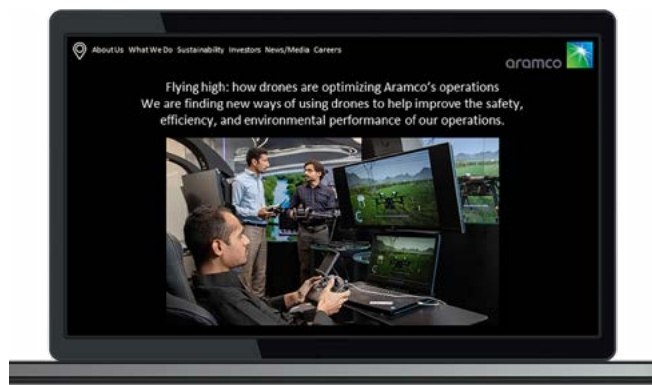 About Us What We Do Sustainability Investors News/Media Careers
aramco
Flying high: how drones are optimizing Aramco's operations
We are finding new ways of using drones to help improve the safety,
efficiency, and environmental performance of our operations.